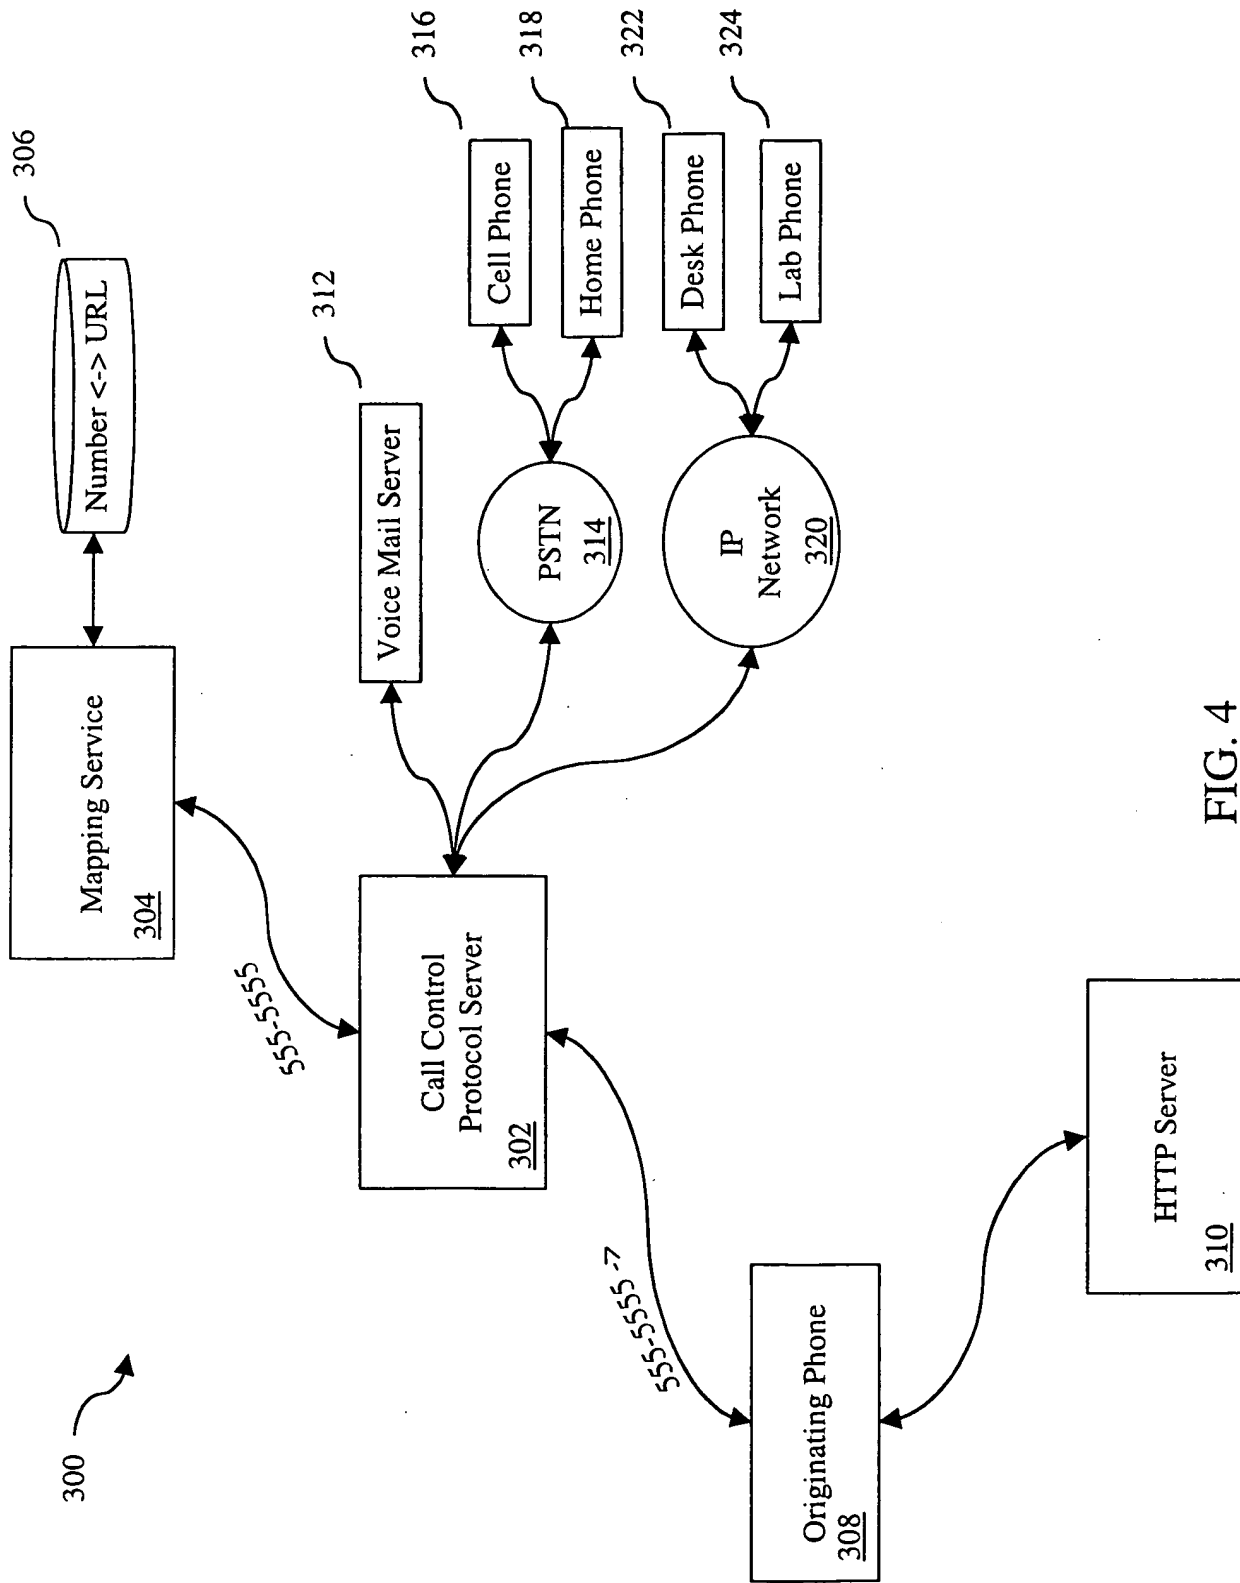 300
Originating Phone
308
555-5555-7
HTTP Server
310
Call Control
Protocol Server
302
555-5555
Mapping Service
304
Number <-> URL
306
Voice Mail Server
312
PSTN
314
Cell Phone
316
Home Phone
318
IP
Network
320
Desk Phone
322
Lab Phone
324
FIG. 4